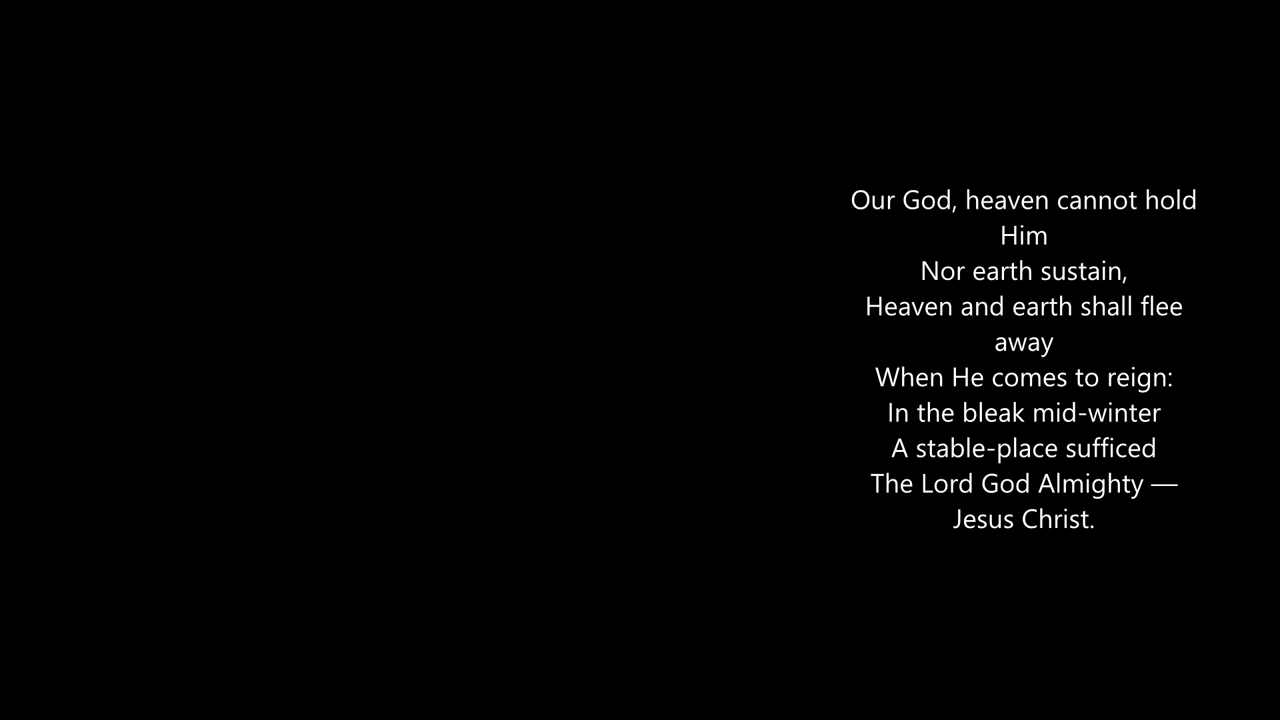 Our God, heaven cannot hold
Him
Nor earth sustain,
Heaven and earth shall flee
away
When He comes to reign:
In the bleak mid-winter
A stable-place sufficed
The Lord God Almighty —
Jesus Christ.